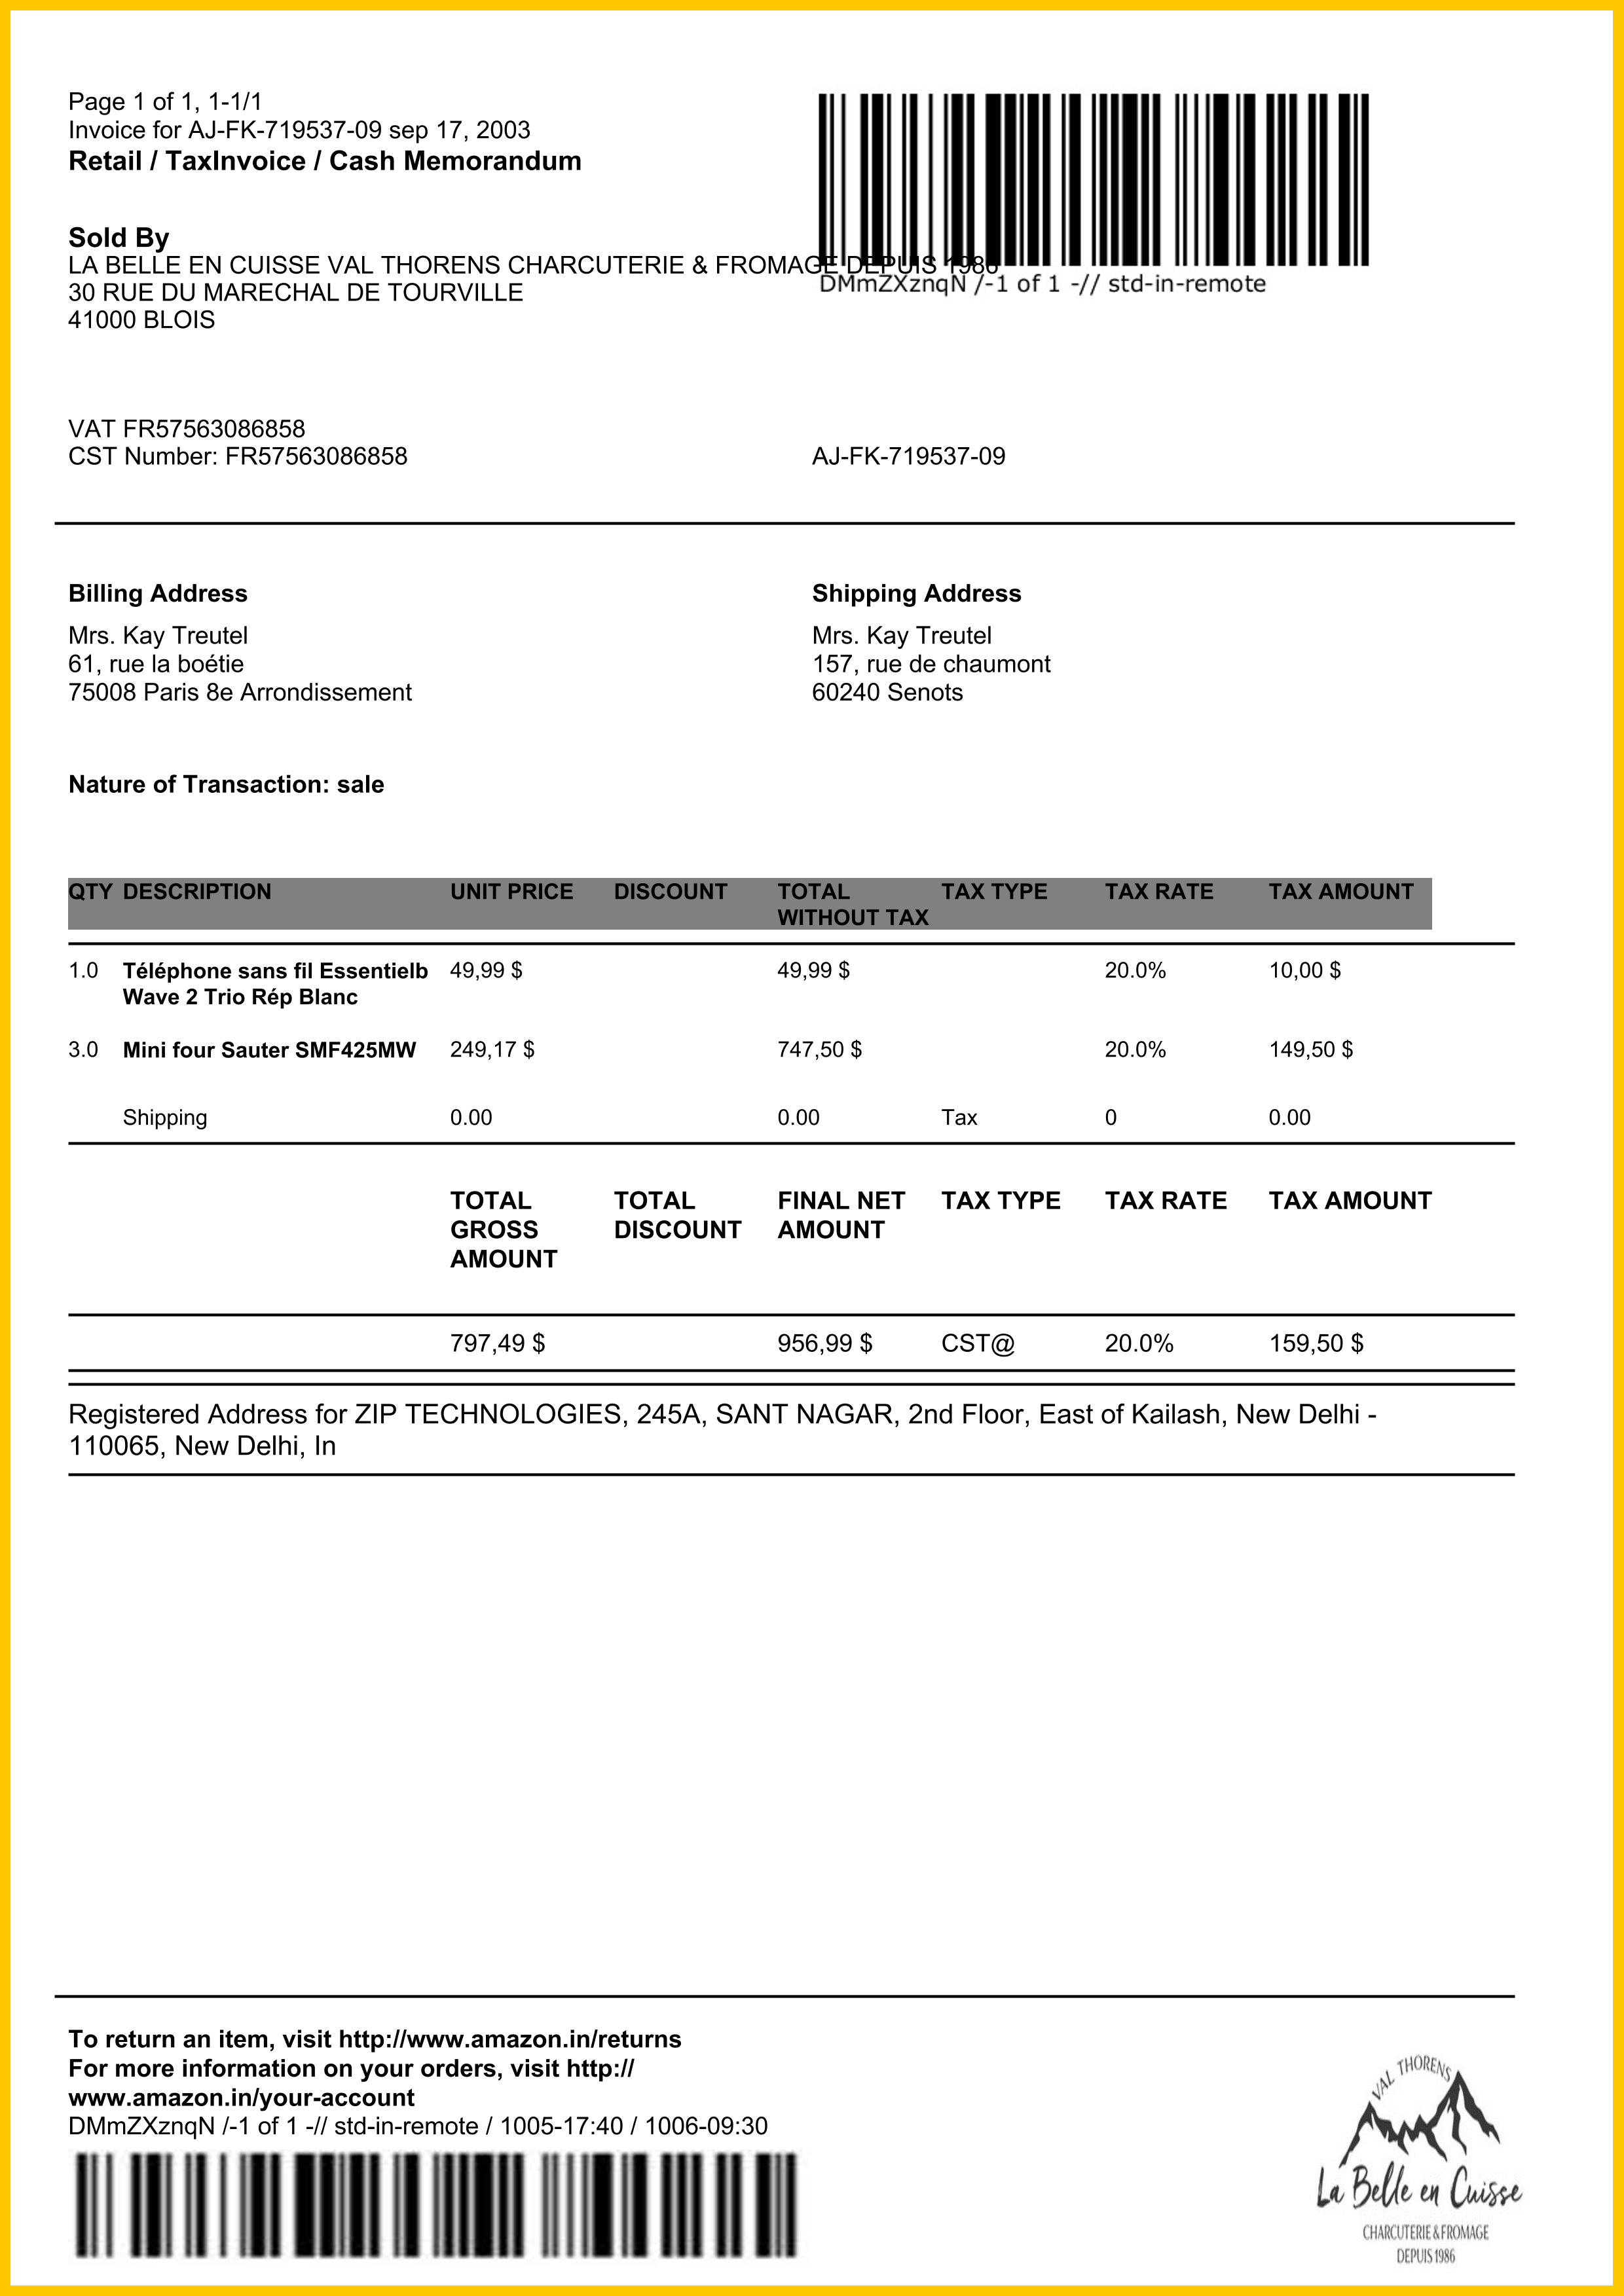 Page 1 of 1, 1-1/1
Invoice for AJ-FK-719537-09 sep 17, 2003
Retail / TaxInvoice / Cash Memorandum
Sold By
LA BELLE EN CUISSE VAL THORENS CHARCUTERIE & FROMAGE DEPUIS 1986
30 RUE DU MARECHAL DE TOURVILLE
41000 BLOIS
DMmZXznqN /-1 of 1 -// std-in-remote
VAT FR57563086858
CST Number: FR57563086858
AJ-FK-719537-09
Billing Address
Mrs. Kay Treutel
61, rue la boétie
75008 Paris 8e Arrondissement
Shipping Address
Mrs. Kay Treutel
157, rue de chaumont
60240 Senots
Nature of Transaction: sale
QTY DESCRIPTION UNIT PRICE DISCOUNT TOTAL TAX TYPE TAX RATE TAX AMOUNT
WITHOUT TAX
1.0 Téléphone sans fil Essentielb 49,99 $ 49,99 $ 20.0% 10,00 $
Wave 2 Trio Rép Blanc
3.0 Mini four Sauter SMF425MW 249,17 $ 747,50 $ 20.0% 149,50 $
Shipping 0.00 0.00 Tax 0 0.00
TOTAL TOTAL FINAL NET TAX TYPE TAX RATE TAX AMOUNT
GROSS DISCOUNT AMOUNT
AMOUNT
797,49 $ 956,99 $ CST@ 20.0% 159,50 $
Registered Address for ZIP TECHNOLOGIES, 245A, SANT NAGAR, 2nd Floor, East of Kailash, New Delhi -
110065, New Delhi, In
To return an item, visit http://www.amazon.in/returns
For more information on your orders, visit http://
www.amazon.in/your-account
DMmZXznqN /-1 of 1 -// std-in-remote / 1005-17:40 / 1006-09:30
VAL THORENS
La Belle en Cuisse
CHARCUTERIE & FROMAGE
DEPUIS 1986